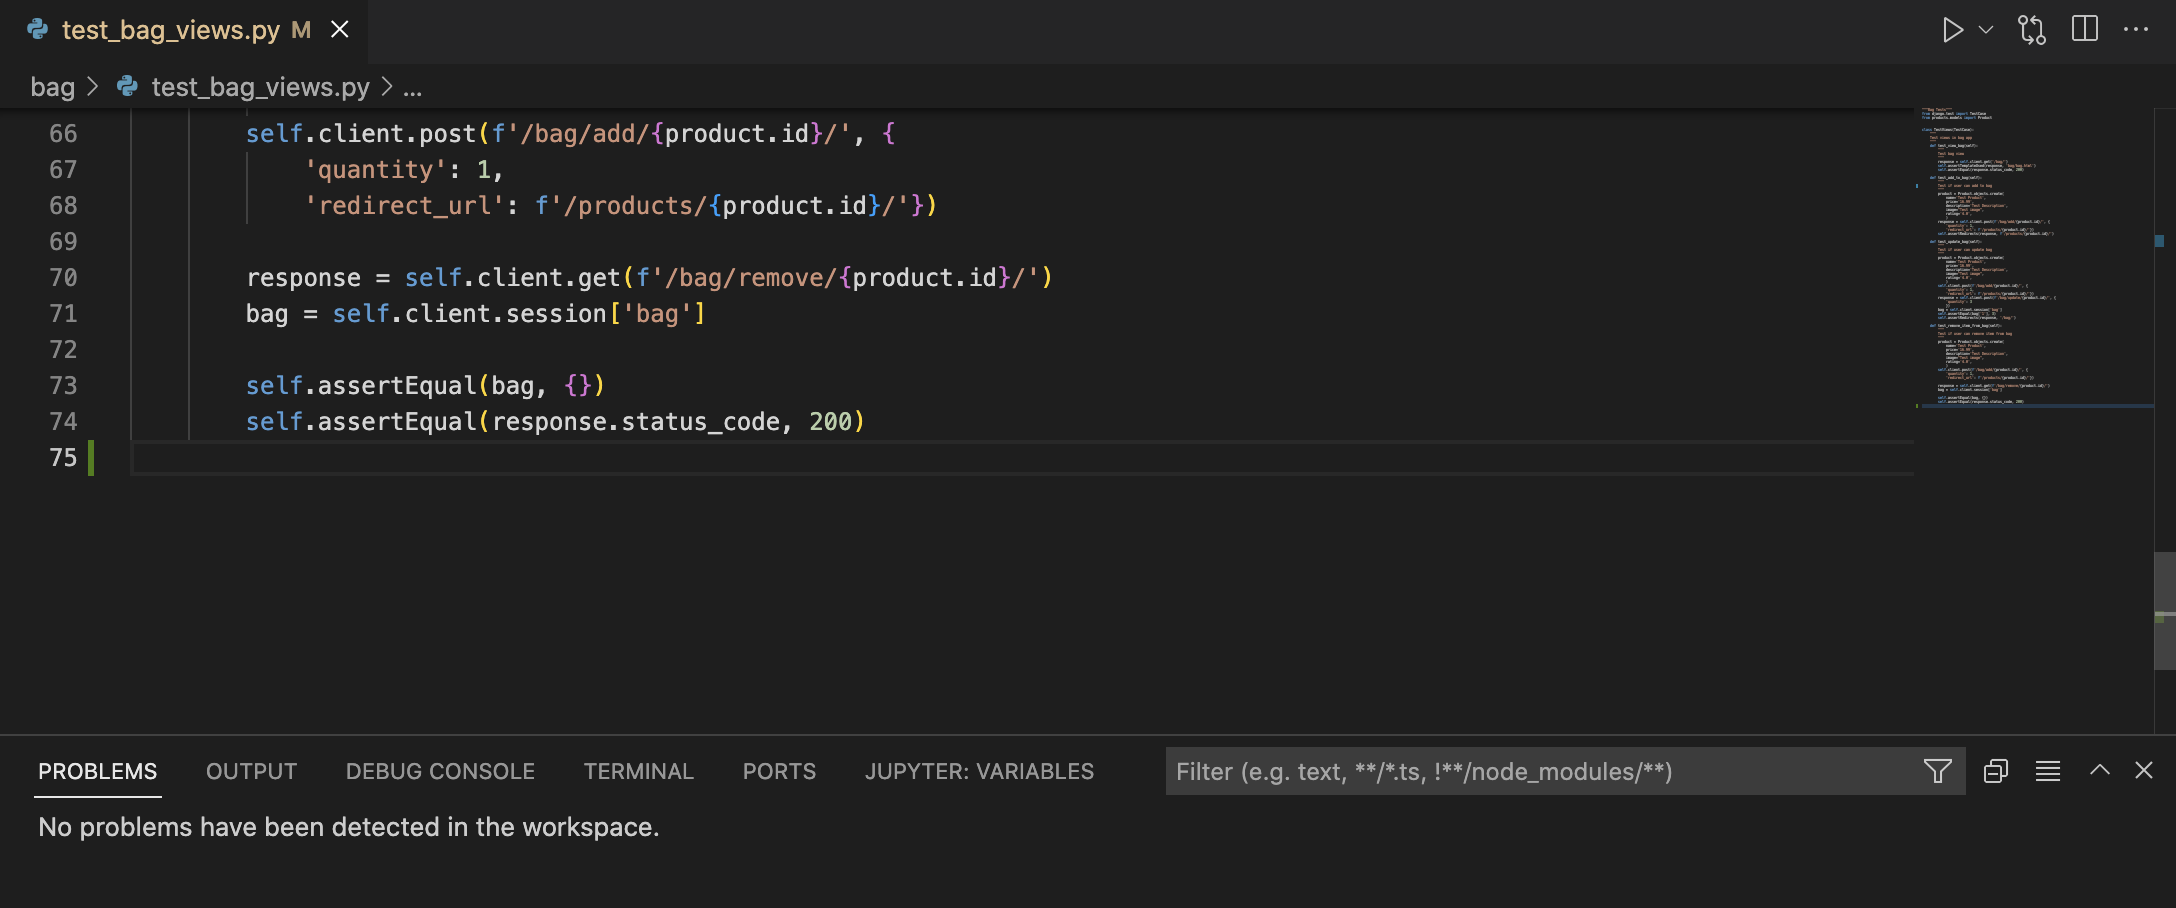 test_bag_views.py M
bag > test_bag_views.py > ...
66 self.client.post(f'/bag/add/{product.id}/', {
67 'quantity': 1,
68 'redirect_url': f'/products/{product.id}/'})
69
70 response = self.client.get(f'/bag/remove/{product.id}/')
71 bag = self.client.session['bag']
72
73 self.assertEqual(bag, {})
74 self.assertEqual(response.status_code, 200)
75
PROBLEMS OUTPUT DEBUG CONSOLE TERMINAL PORTS JUPYTER: VARIABLES Filter (e.g. text, **/*.ts, !**/node_modules/**)
No problems have been detected in the workspace.